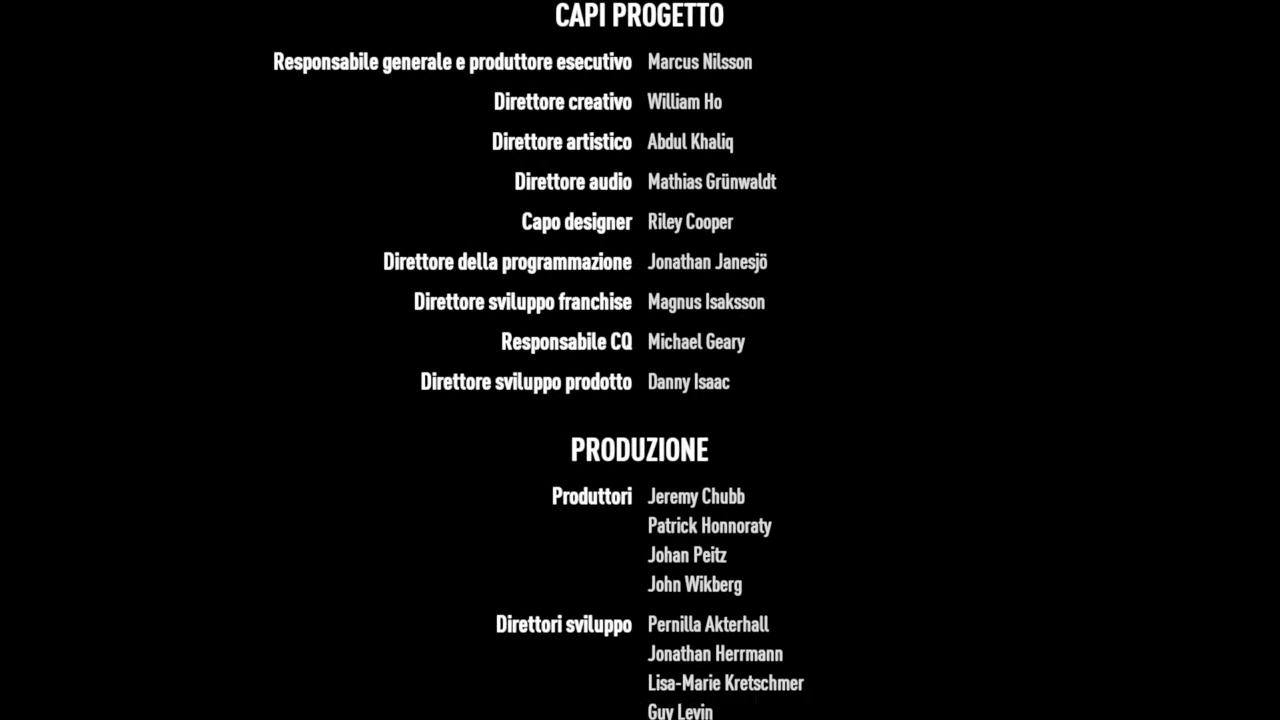 CAPI PROGETTO
Responsabile generale e produttore esecutivo Marcus Nilsson
Direttore creativo William Ho
Direttore artistico Abdul Khaliq
Direttore audio Mathias Grünwaldt
Capo designer Riley Cooper
Direttore della programmazione Jonathan Janesjö
Direttore sviluppo franchise Magnus Isaksson
Responsabile CQ Michael Geary
Direttore sviluppo prodotto Danny Isaac
PRODUZIONE
Produttori Jeremy Chubb
Patrick Honnoraty
Johan Peitz
John Wikberg
Direttori sviluppo Pernilla Akterhall
Jonathan Herrmann
Lisa-Marie Kretschmer
Guy Levin